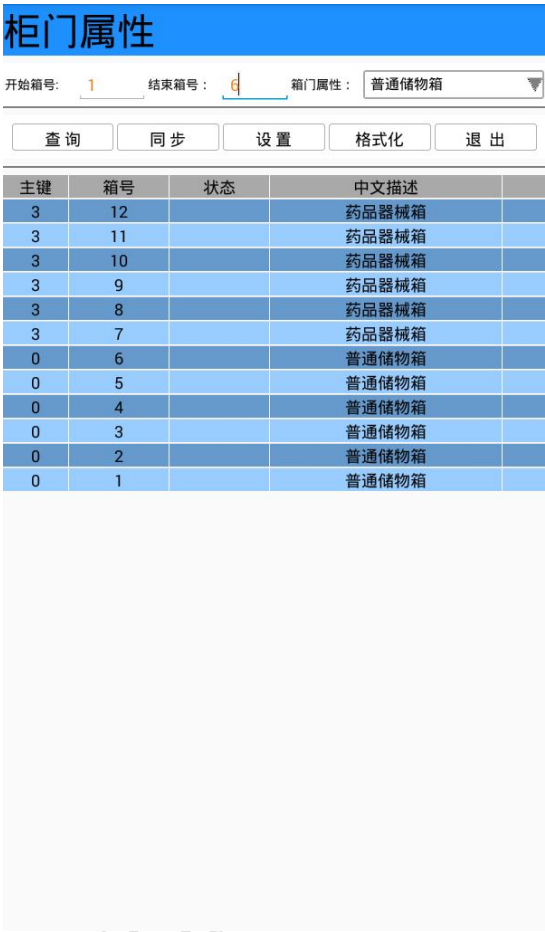 柜门属性
开始箱号: 1 结束箱号： 6 箱门属性： 普通储物箱
查 询 同 步 设 置 格式化 退 出
主键 箱号 状态 中文描述
3 12 药品器械箱
3 11 药品器械箱
3 10 药品器械箱
3 9 药品器械箱
3 8 药品器械箱
3 7 药品器械箱
0 6 普通储物箱
0 5 普通储物箱
0 4 普通储物箱
0 3 普通储物箱
0 2 普通储物箱
0 1 普通储物箱